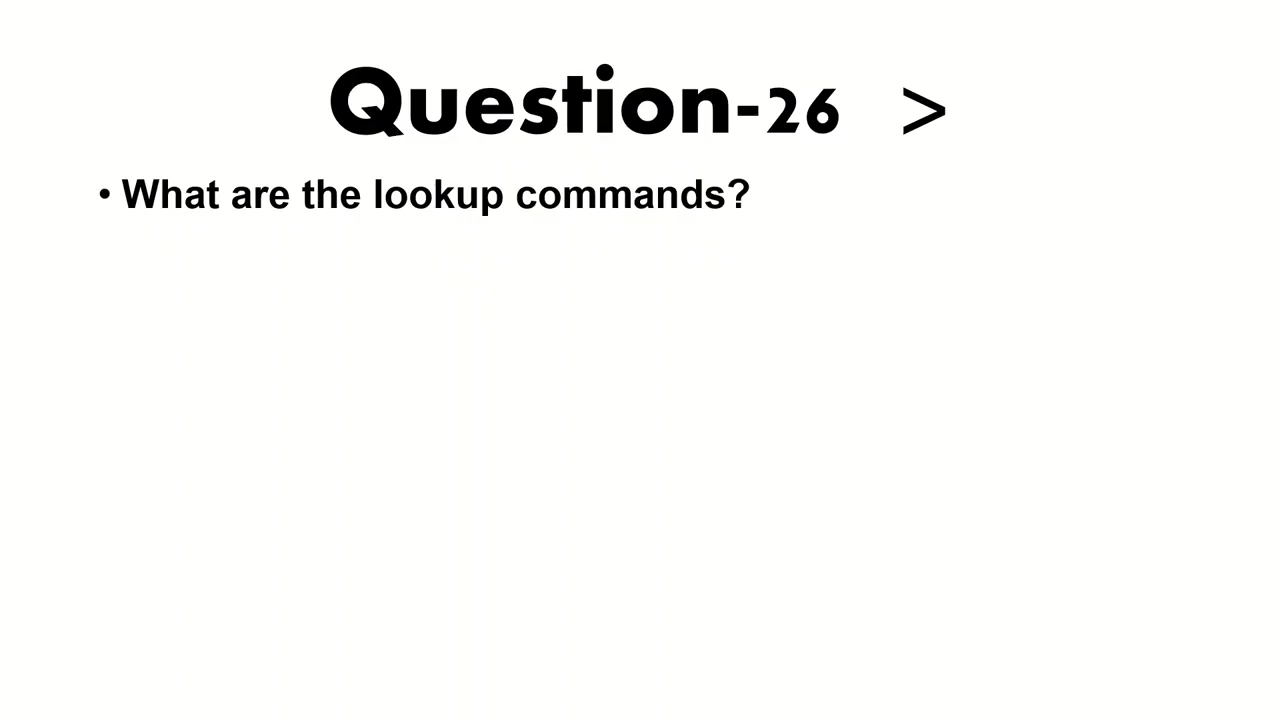 Question-26 >
• What are the lookup commands?